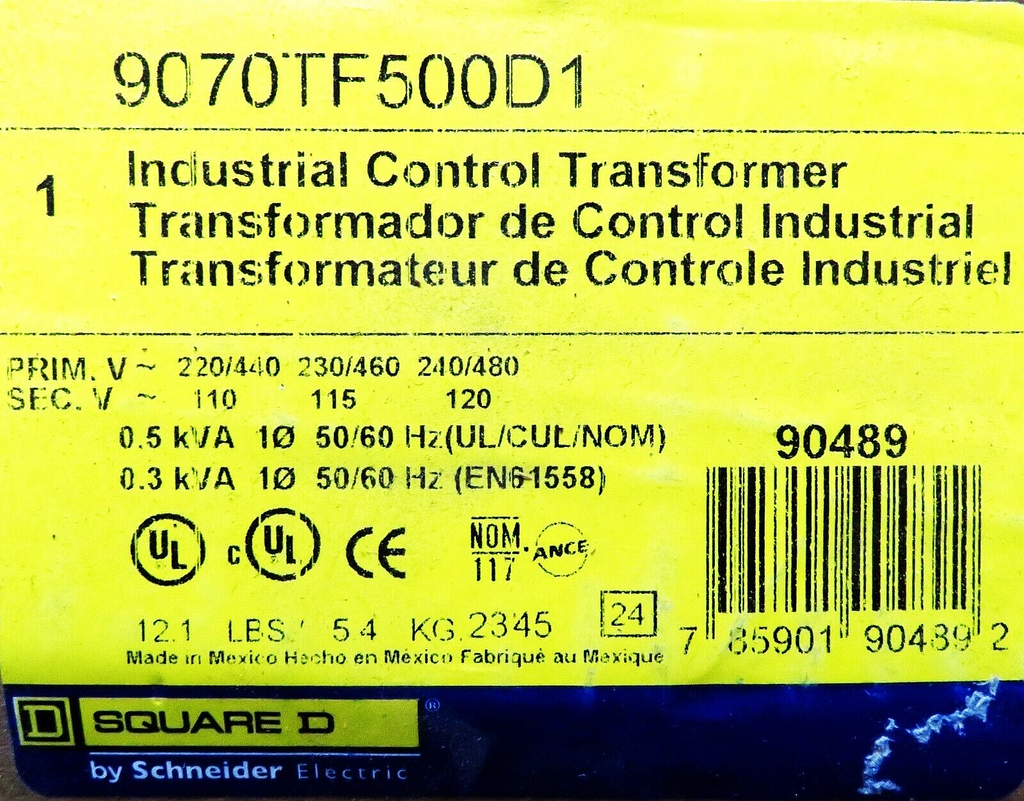 9070TF500D1
1
Industrial Control Transformer
Transformador de Control Industrial
Transformateur de Controle Industriel
PRIM. V ~ 220/440 230/460 240/480
SEC. V ~ 110 115 120
0.5 kVA 1Ø 50/60 Hz(UL/CUL/NOM)
0.3 kVA 1Ø 50/60 Hz (EN61558)
90489
UL c UL CE NOM 117 ANCE
12.1 LBS/ 5.4 KG. 2345 24
7 85901 90489 2
Made in Mexico Hecho en México Fabriqué au Mexique
D SQUARE D ®
by Schneider Electric